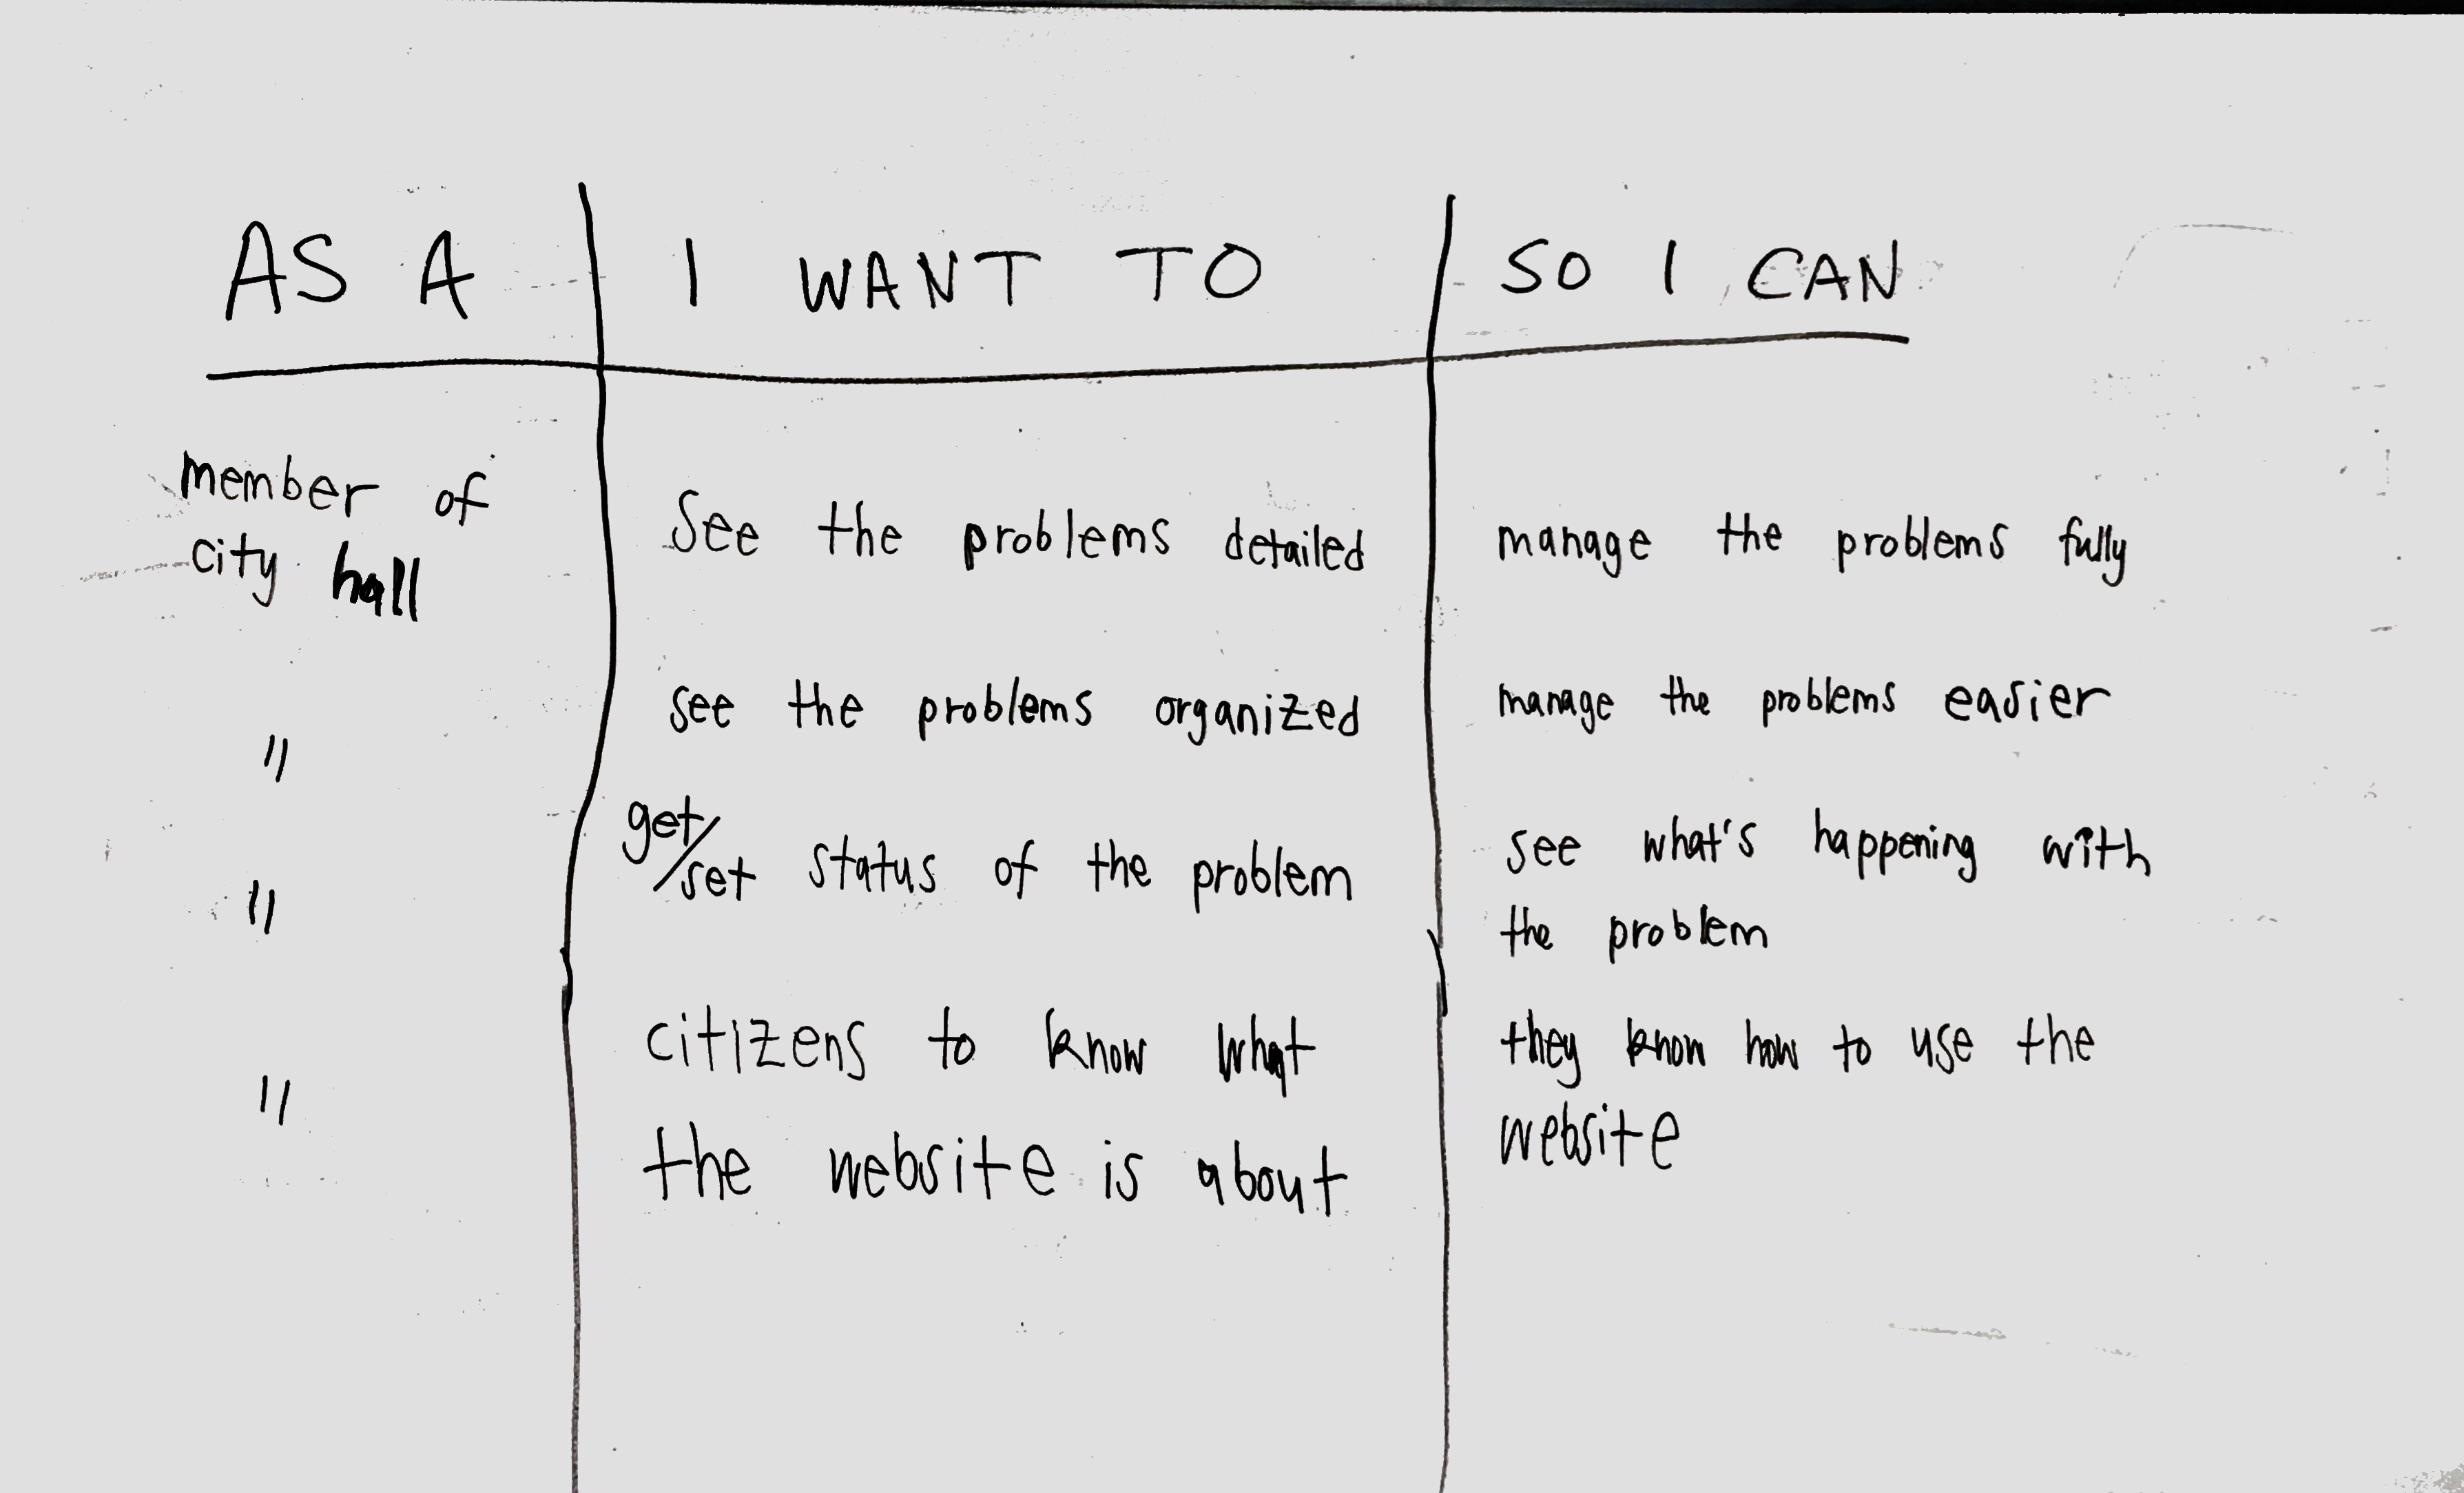 AS A I WANT TO SO I CAN
member of
city hall
See the problems detailed
manage the problems fully
"
see the problems organized
manage the problems easier
"
get/set status of the problem
see what's happening with
the problem
"
citizens to know what
the website is about
they know how to use the
website